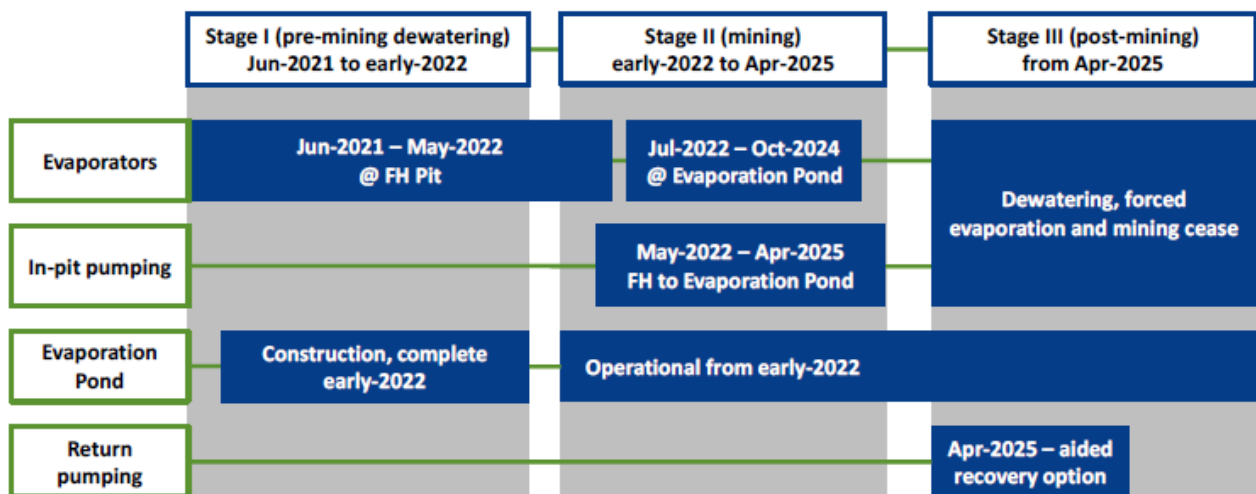 Stage I (pre-mining dewatering)
Jun-2021 to early-2022
Stage II (mining)
early-2022 to Apr-2025
Stage III (post-mining)
from Apr-2025
Evaporators
Jun-2021 – May-2022
@ FH Pit
Jul-2022 – Oct-2024
@ Evaporation Pond
Dewatering, forced
evaporation and mining cease
In-pit pumping
May-2022 – Apr-2025
FH to Evaporation Pond
Evaporation
Pond
Construction, complete
early-2022
Operational from early-2022
Return
pumping
Apr-2025 – aided
recovery option